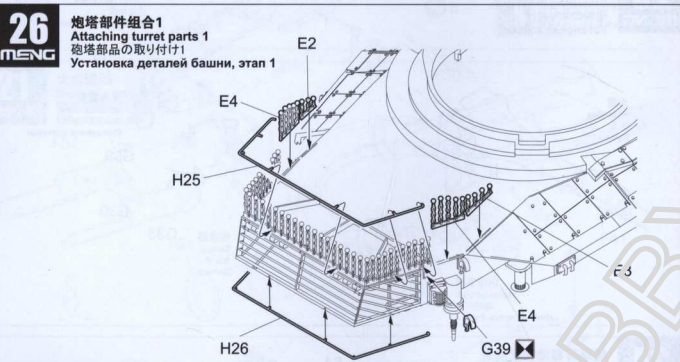 26
MENG
炮塔部件组合1
Attaching turret parts 1
砲塔部品の取り付け1
Установка деталей башни, этап 1
E2
E4
H25
E3
E4
H26
G39